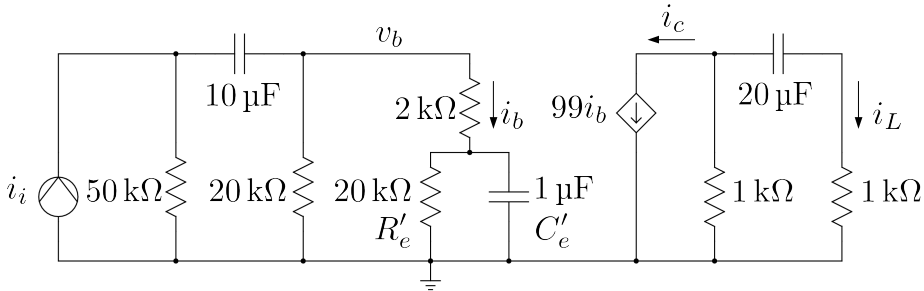 i_c
v_b
10 µF
20 µF
2 kΩ
i_b
99i_b
i_L
i_i
50 kΩ
20 kΩ
20 kΩ
1 µF
1 kΩ
1 kΩ
R'_e
C'_e